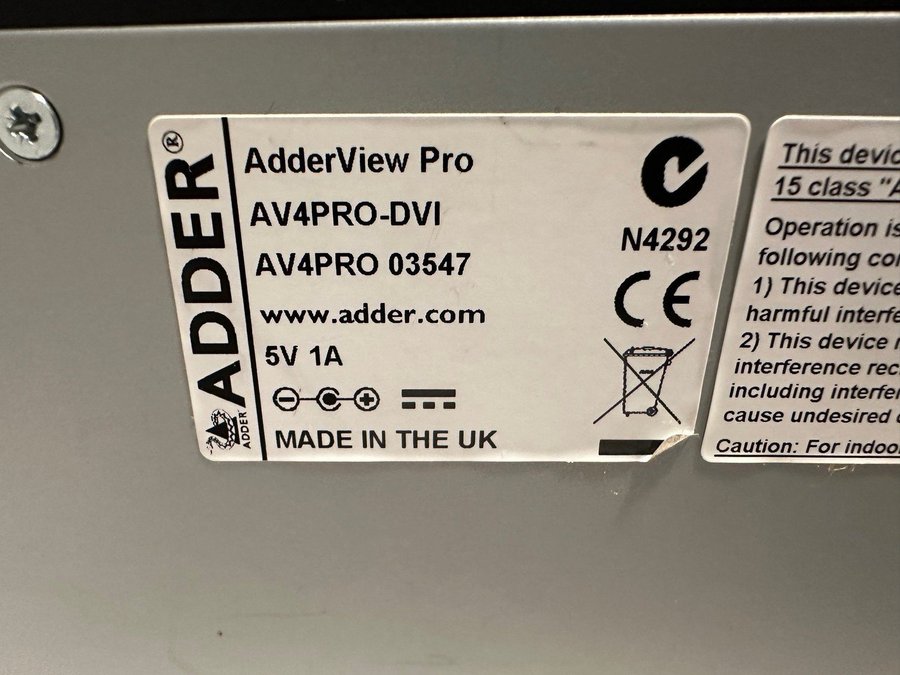 ADDER®
ADDER
AdderView Pro
AV4PRO-DVI
AV4PRO 03547
www.adder.com
5V 1A
MADE IN THE UK
N4292
CE
This devic
15 class "A
Operation is
following co
1) This device
harmful interfe
2) This device
interference rec
including interfe
cause undesired
Caution: For indoo